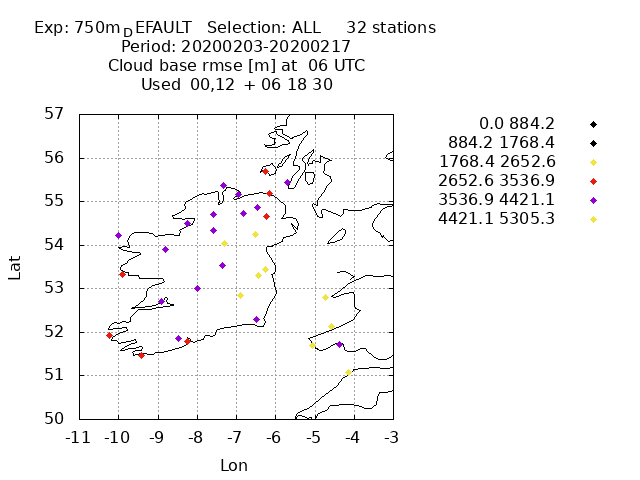 Exp: 750m_DEFAULT   Selection: ALL     32 stations
Period: 20200203-20200217
Cloud base rmse [m] at  06 UTC
Used  00,12  + 06 18 30
0.0 884.2
884.2 1768.4
1768.4 2652.6
2652.6 3536.9
3536.9 4421.1
4421.1 5305.3
57
56
55
54
53
52
51
50
Lat
-11 -10 -9 -8 -7 -6 -5 -4 -3
Lon